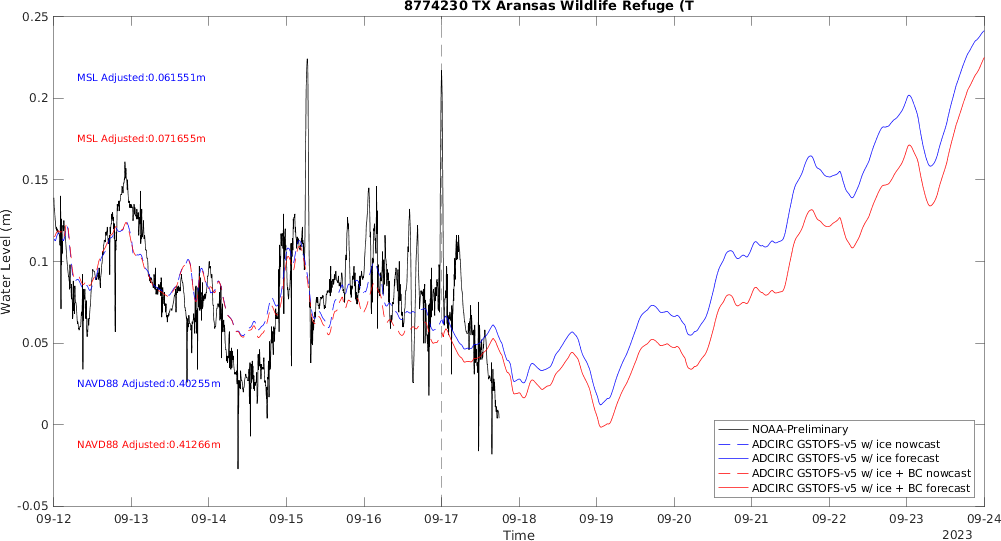 8774230 TX Aransas Wildlife Refuge (T
Water Level (m)
0.25
0.2
0.15
0.1
0.05
0
-0.05
MSL Adjusted:0.061551m
MSL Adjusted:0.071655m
NAVD88 Adjusted:0.40255m
NAVD88 Adjusted:0.41266m
NOAA-Preliminary
ADCIRC GSTOFS-v5 w/ ice nowcast
ADCIRC GSTOFS-v5 w/ ice forecast
ADCIRC GSTOFS-v5 w/ ice + BC nowcast
ADCIRC GSTOFS-v5 w/ ice + BC forecast
09-12 09-13 09-14 09-15 09-16 09-17 09-18 09-19 09-20 09-21 09-22 09-23 09-24
Time
2023